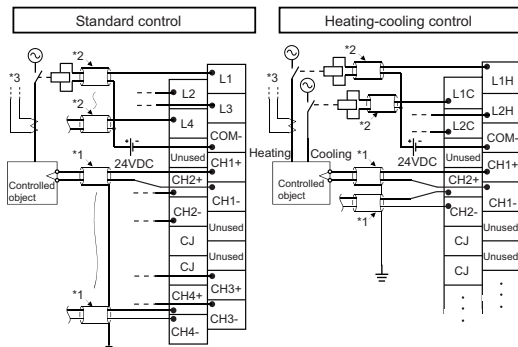 Standard control
*2
*3
*2
L1
L2
L3
L4
COM-
24VDC
Unused
*1
CH1+
CH2+
Controlled
object
CH1-
CH2-
Unused
CJ
Unused
CJ
*1
CH3+
CH4+
CH3-
CH4-
Heating-cooling control
*2
*3
*2
L1H
L1C
L2H
L2C
COM-
Heating
Cooling
24VDC
Unused
*1
CH1+
CH2+
Controlled
object
CH1-
CH2-
*1
Unused
CJ
Unused
CJ